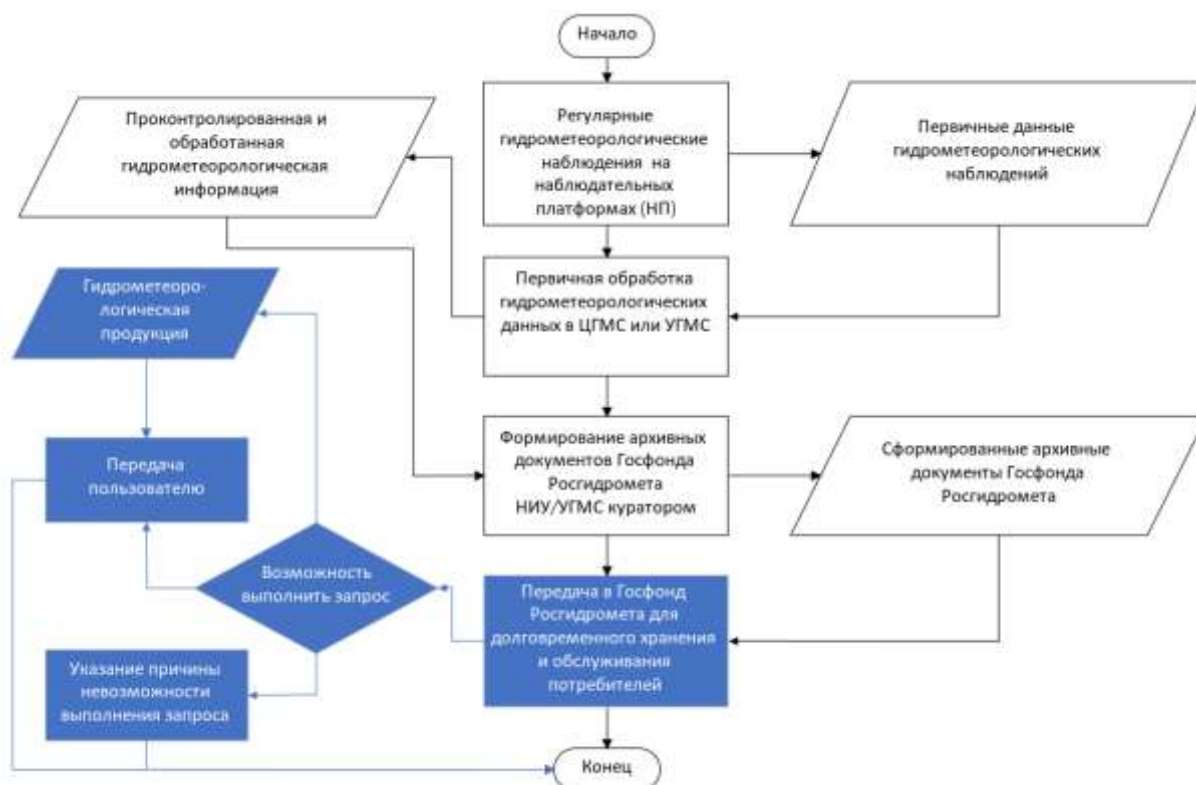 Начало
Проконтролированная и
обработанная
гидрометеорологическая
информация
Регулярные
гидрометеорологические
наблюдения на
наблюдательных
платформах (НП)
Первичные данные
гидрометеорологических
наблюдений
Гидрометеоро-
логическая
продукция
Первичная обработка
гидрометеорологических
данных в ЦГМС или УГМС
Передача
пользователю
Формирование архивных
документов Госфонда
Росгидромета
НИУ/УГМС куратором
Сформированные архивные
документы Госфонда
Росгидромета
Возможность
выполнить запрос
Передача в Госфонд
Росгидромета для
долговременного хранения
и обслуживания
потребителей
Указание причины
невозможности
выполнения запроса
Конец